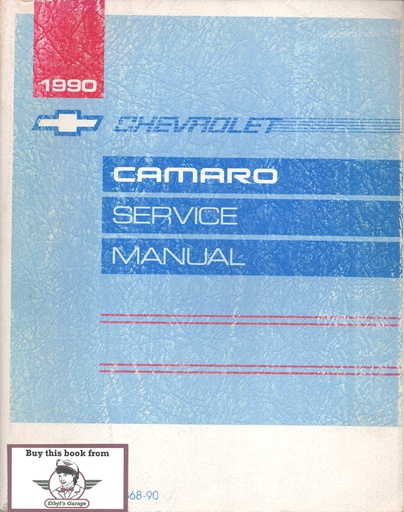 1990
CHEVROLET
CAMARO
SERVICE
MANUAL
Buy this book from
Ethyl's Garage
68-90